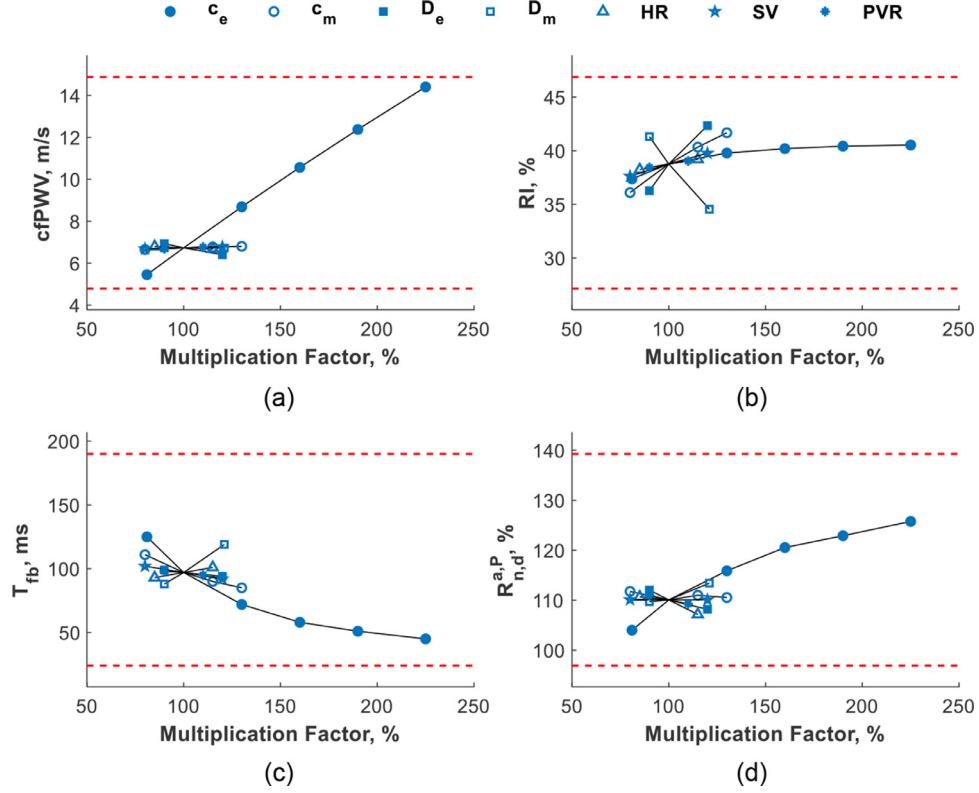 c_e c_m D_e D_m HR SV PVR
cfPWV, m/s
14
12
10
8
6
4
50 100 150 200 250
Multiplication Factor, %
(a)
RI, %
45
40
35
30
50 100 150 200 250
Multiplication Factor, %
(b)
T_fb, ms
200
150
100
50
50 100 150 200 250
Multiplication Factor, %
(c)
R_n,d^a,P, %
140
130
120
110
100
50 100 150 200 250
Multiplication Factor, %
(d)